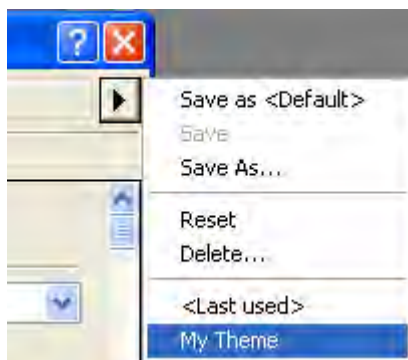 ?
Save as <Default>
Save
Save As...
Reset
Delete...
<Last used>
My Theme